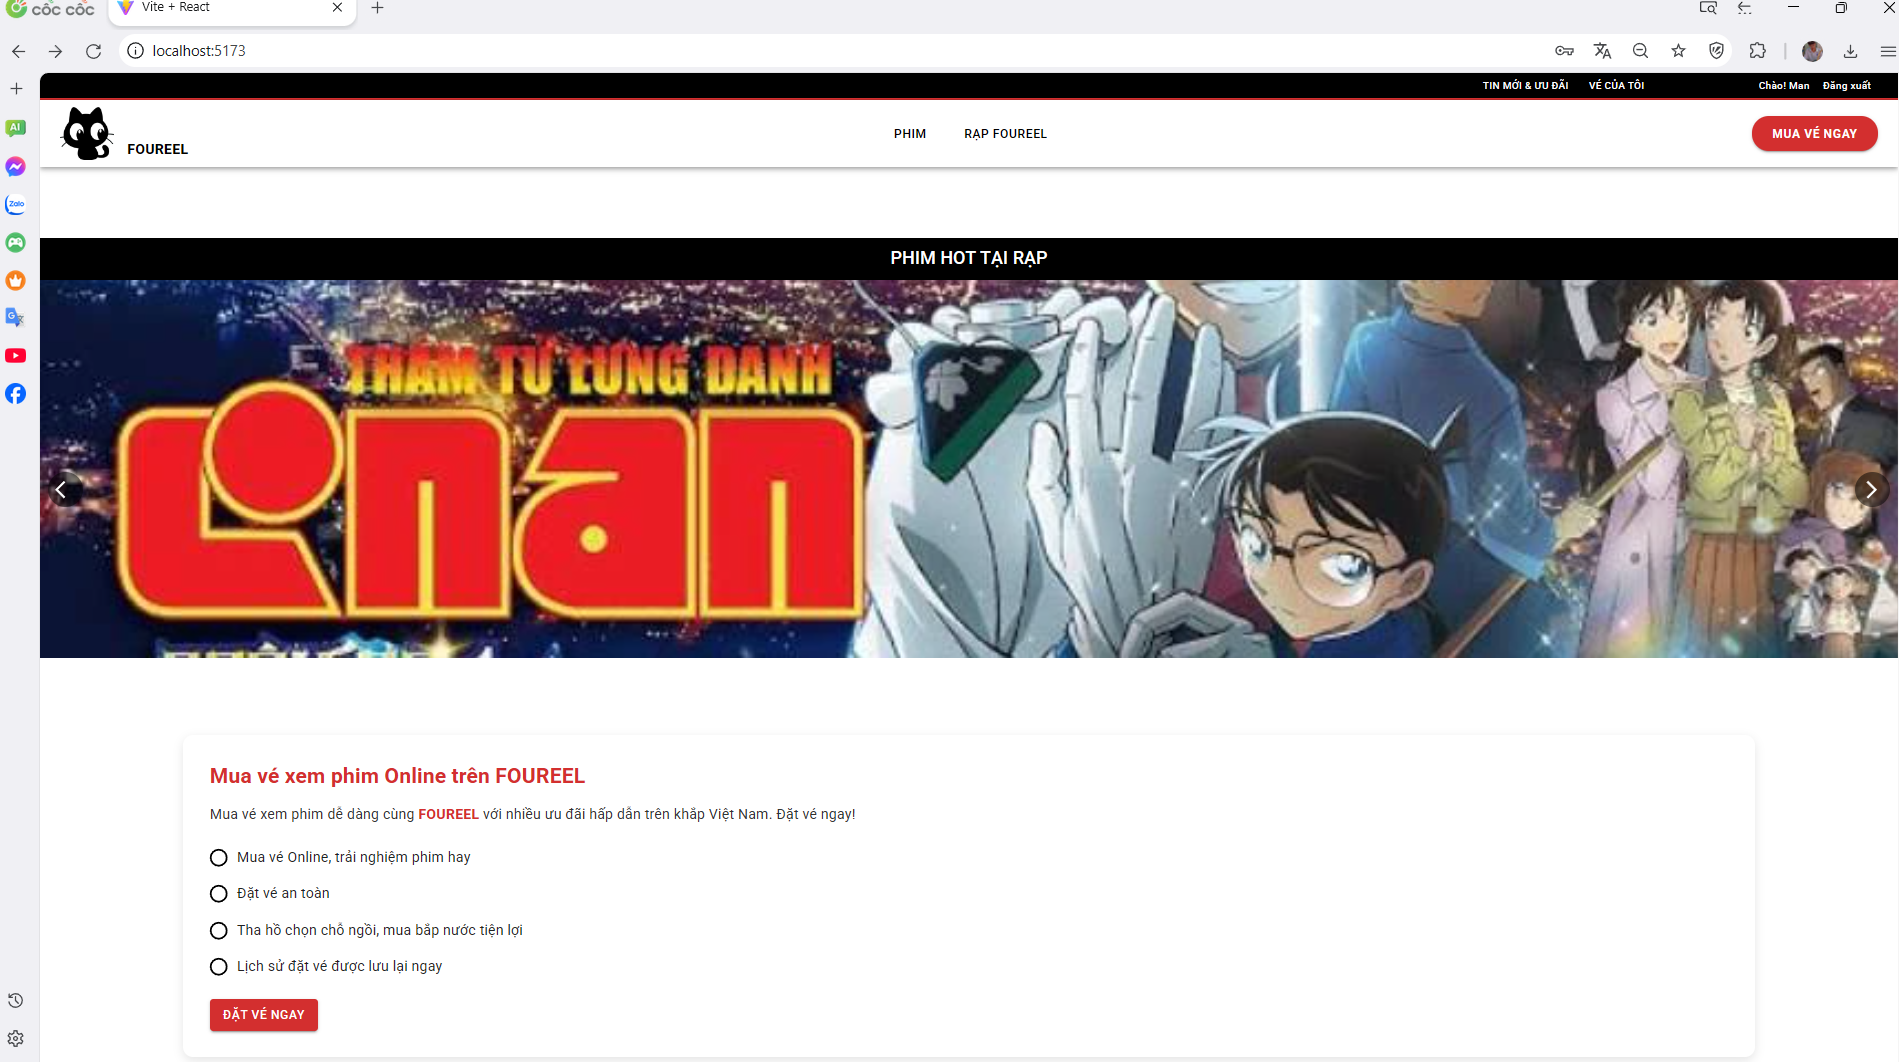 cốc cốc
Vite + React
localhost:5173
TIN MỚI & ƯU ĐÃI
VÉ CỦA TÔI
Chào! Man
Đăng xuất
AI
Zalo
FOUREEL
PHIM
RẠP FOUREEL
MUA VÉ NGAY
PHIM HOT TẠI RẠP
THÁM TỬ LỪNG DANH
Conan
Mua vé xem phim Online trên FOUREEL
Mua vé xem phim dễ dàng cùng FOUREEL với nhiều ưu đãi hấp dẫn trên khắp Việt Nam. Đặt vé ngay!
Mua vé Online, trải nghiệm phim hay
Đặt vé an toàn
Tha hồ chọn chỗ ngồi, mua bắp nước tiện lợi
Lịch sử đặt vé được lưu lại ngay
ĐẶT VÉ NGAY